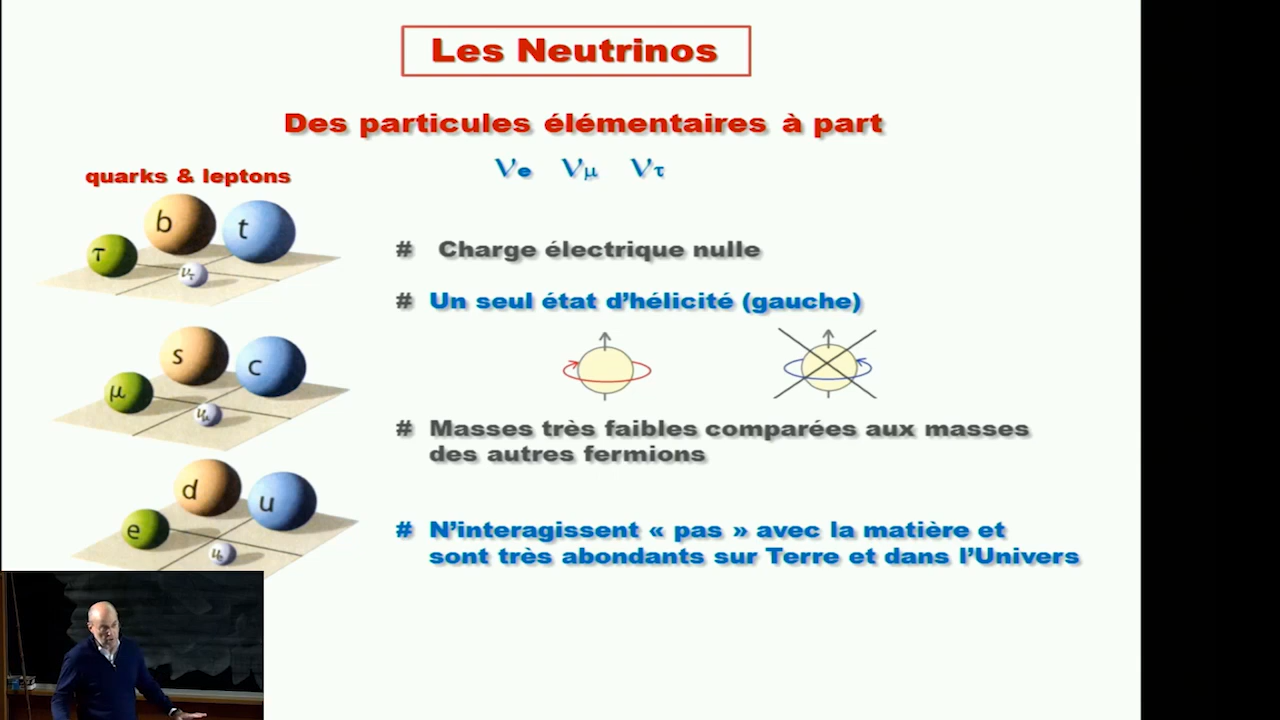 Les Neutrinos
Des particules élémentaires à part
νe νμ ντ
quarks & leptons
b t
τ ντ
# Charge électrique nulle
# Un seul état d’hélicité (gauche)
s c
μ νμ
# Masses très faibles comparées aux masses
des autres fermions
d u
e
# N’interagissent « pas » avec la matière et
sont très abondants sur Terre et dans l’Univers